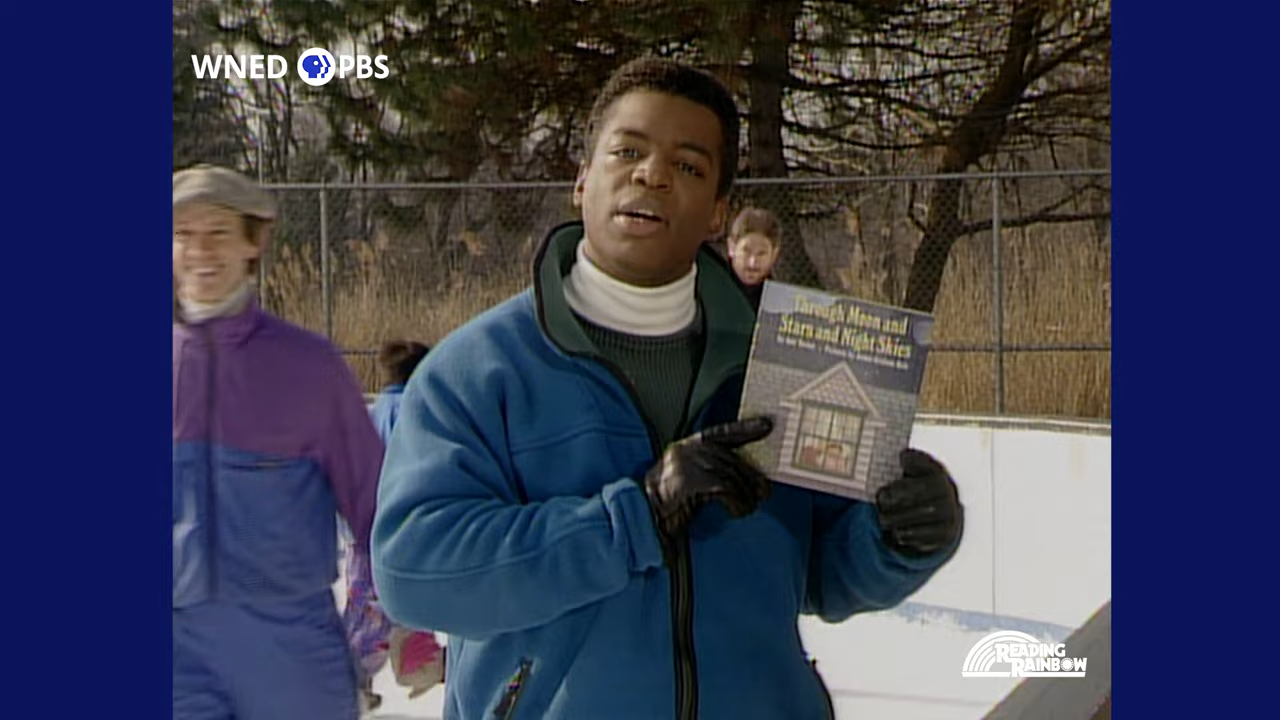 WNED PBS
Through Moon and
Stars and Night Skies
READING
RAINBOW